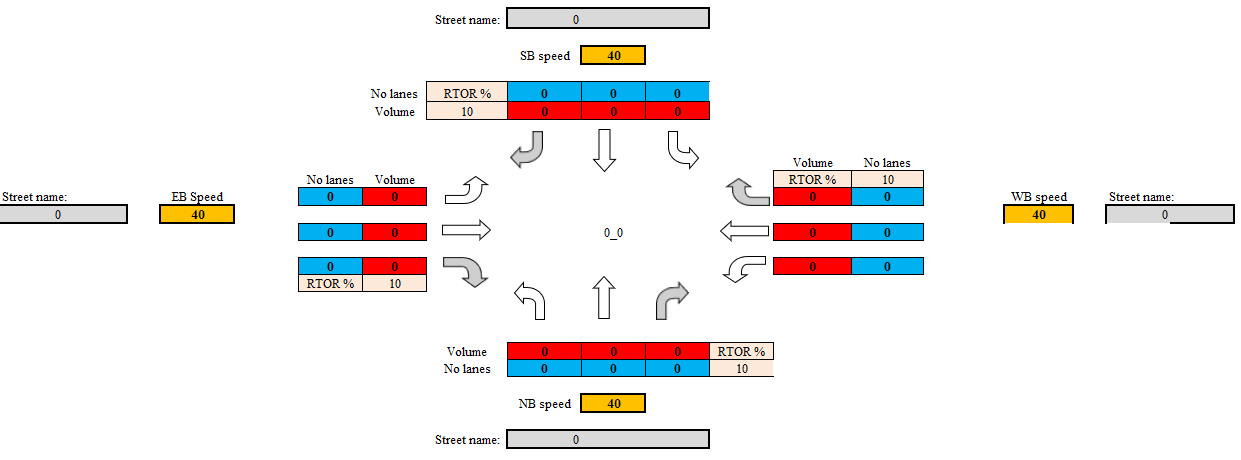 Street name: 0
SB speed 40
No lanes RTOR % 0 0 0
Volume 10 0 0 0
Volume No lanes
No lanes Volume
RTOR % 10
Street name: EB Speed WB speed Street name:
0 0 0 0
0 40 40 0
0 0 0_0 0 0
0 0 0 0
RTOR % 10
Volume 0 0 0 RTOR %
No lanes 0 0 0 10
NB speed 40
Street name: 0